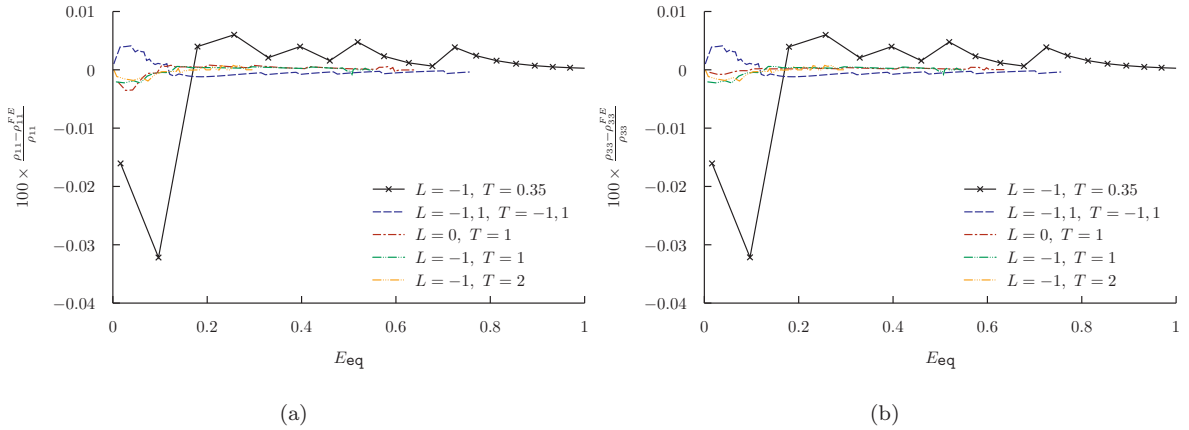 0.01
0
−0.01
−0.02
−0.03
−0.04
0 0.2 0.4 0.6 0.8 1
100 × (ρ11−ρ11^FE)/ρ11
E_eq
L = −1, T = 0.35
L = −1, 1, T = −1, 1
L = 0, T = 1
L = −1, T = 1
L = −1, T = 2
(a)
0.01
0
−0.01
−0.02
−0.03
−0.04
0 0.2 0.4 0.6 0.8 1
100 × (ρ33−ρ33^FE)/ρ33
E_eq
L = −1, T = 0.35
L = −1, 1, T = −1, 1
L = 0, T = 1
L = −1, T = 1
L = −1, T = 2
(b)